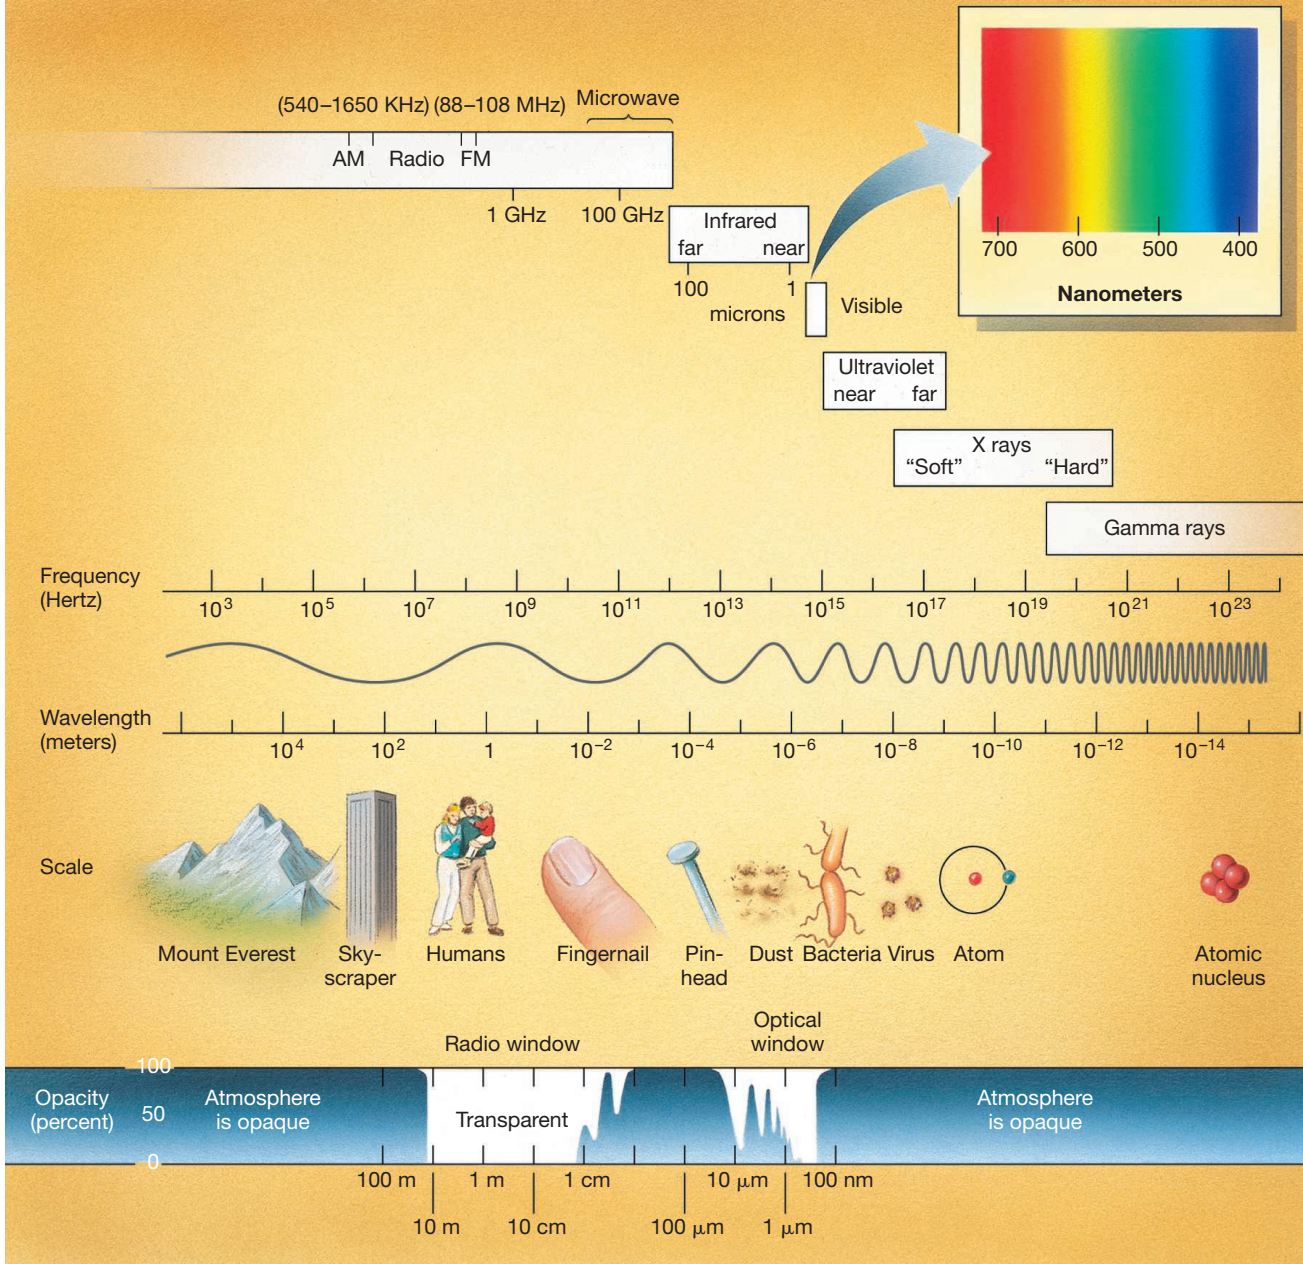 (540–1650 KHz) (88–108 MHz) Microwave
AM Radio FM
1 GHz 100 GHz
Infrared
far near
100 1
microns
Visible
700 600 500 400
Nanometers
Ultraviolet
near far
X rays
“Soft” “Hard”
Gamma rays
Frequency
(Hertz)
10³ 10⁵ 10⁷ 10⁹ 10¹¹ 10¹³ 10¹⁵ 10¹⁷ 10¹⁹ 10²¹ 10²³
Wavelength
(meters)
10⁴ 10² 1 10⁻² 10⁻⁴ 10⁻⁶ 10⁻⁸ 10⁻¹⁰ 10⁻¹² 10⁻¹⁴
Scale
Mount Everest
Sky-
scraper
Humans
Fingernail
Pin-
head
Dust
Bacteria
Virus
Atom
Atomic
nucleus
Radio window
Optical
window
Opacity
(percent)
100
50
0
Atmosphere
is opaque
Transparent
Atmosphere
is opaque
100 m 1 m 1 cm 10 μm 100 nm
10 m 10 cm 100 μm 1 μm